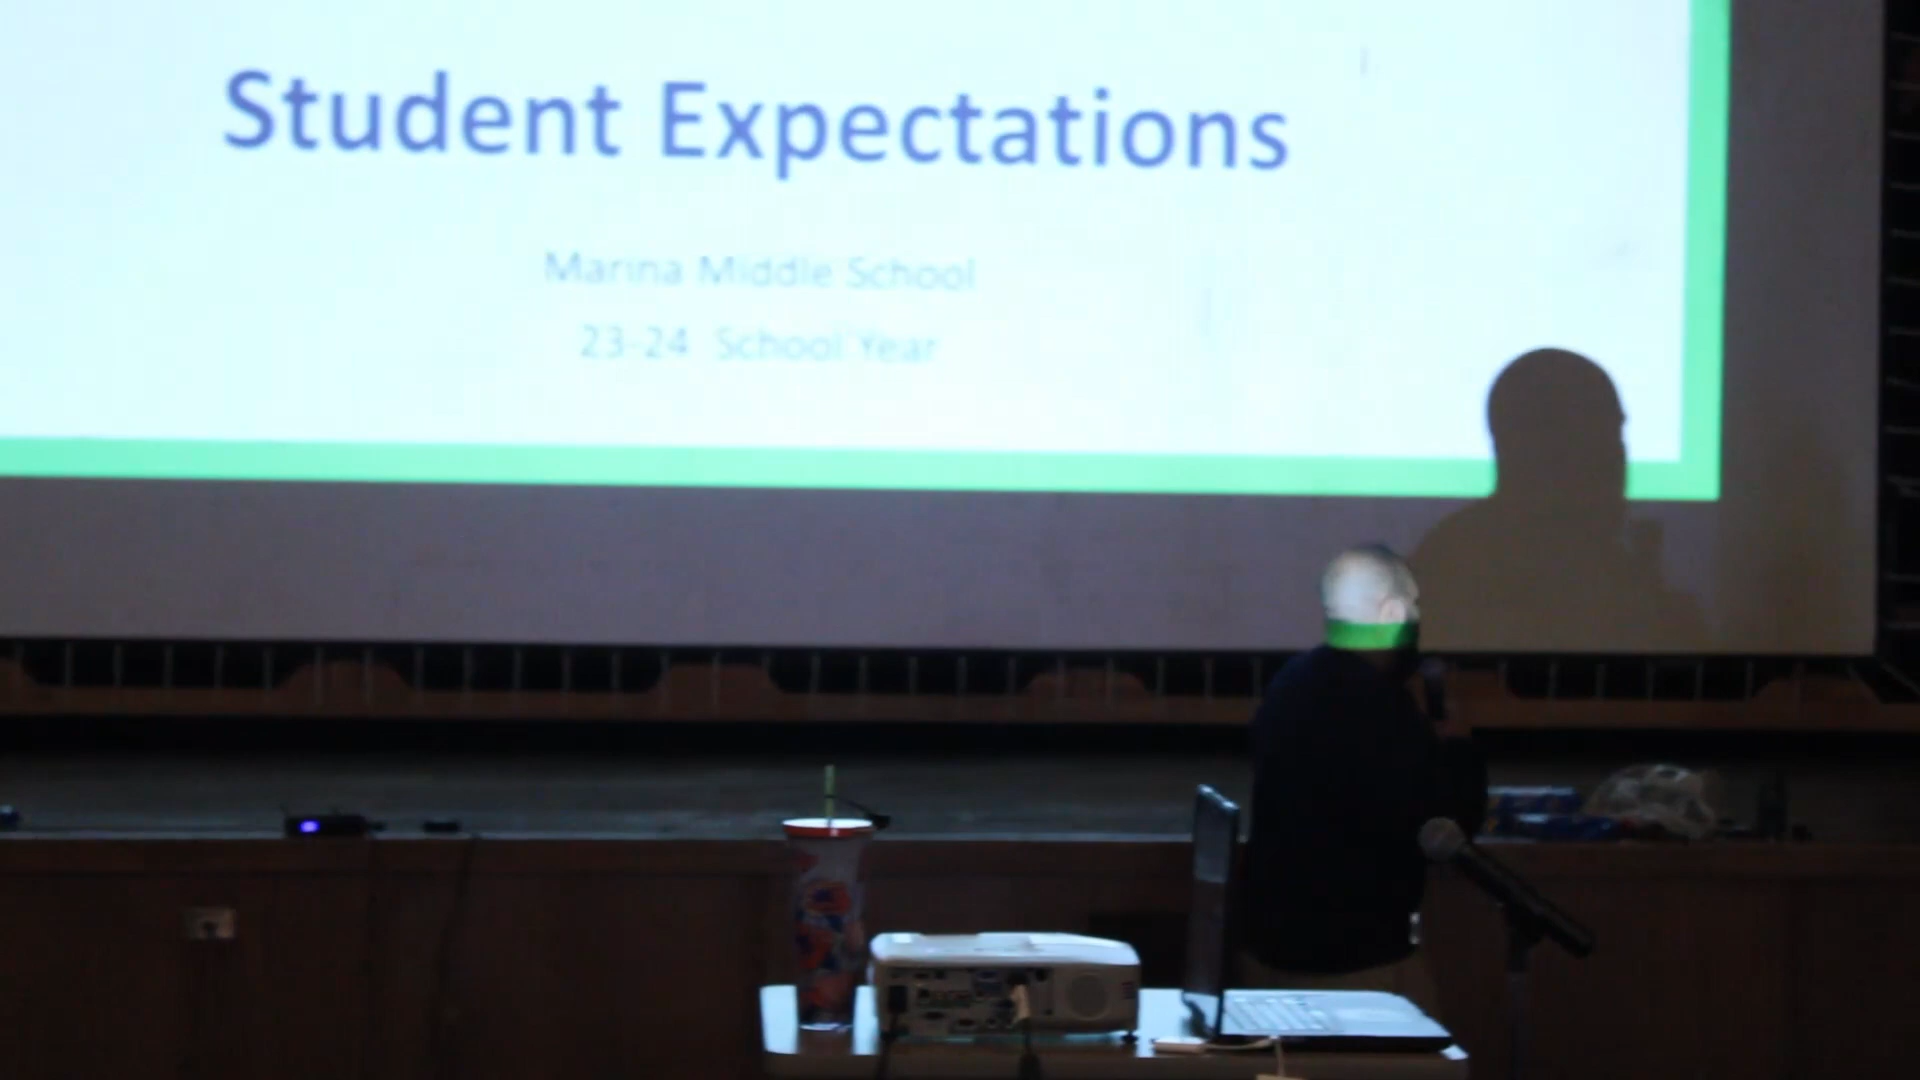 Student Expectations
Marina Middle School
23-24 School Year